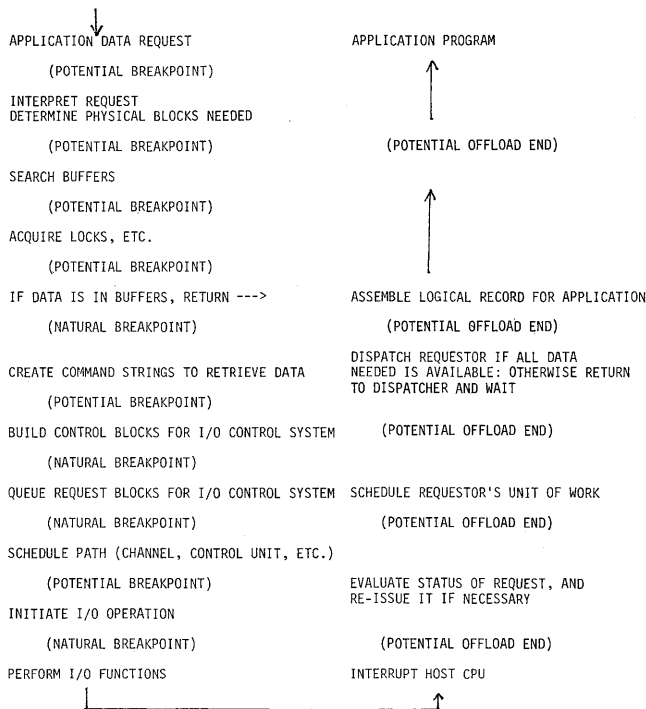 APPLICATION DATA REQUEST
(POTENTIAL BREAKPOINT)
INTERPRET REQUEST
DETERMINE PHYSICAL BLOCKS NEEDED
(POTENTIAL BREAKPOINT)
SEARCH BUFFERS
(POTENTIAL BREAKPOINT)
ACQUIRE LOCKS, ETC.
(POTENTIAL BREAKPOINT)
IF DATA IS IN BUFFERS, RETURN --->
(NATURAL BREAKPOINT)
CREATE COMMAND STRINGS TO RETRIEVE DATA
(POTENTIAL BREAKPOINT)
BUILD CONTROL BLOCKS FOR I/O CONTROL SYSTEM
(NATURAL BREAKPOINT)
QUEUE REQUEST BLOCKS FOR I/O CONTROL SYSTEM
(NATURAL BREAKPOINT)
SCHEDULE PATH (CHANNEL, CONTROL UNIT, ETC.)
(POTENTIAL BREAKPOINT)
INITIATE I/O OPERATION
(NATURAL BREAKPOINT)
PERFORM I/O FUNCTIONS
APPLICATION PROGRAM
(POTENTIAL OFFLOAD END)
ASSEMBLE LOGICAL RECORD FOR APPLICATION
(POTENTIAL OFFLOAD END)
DISPATCH REQUESTOR IF ALL DATA
NEEDED IS AVAILABLE: OTHERWISE RETURN
TO DISPATCHER AND WAIT
(POTENTIAL OFFLOAD END)
SCHEDULE REQUESTOR'S UNIT OF WORK
(POTENTIAL OFFLOAD END)
EVALUATE STATUS OF REQUEST, AND
RE-ISSUE IT IF NECESSARY
(POTENTIAL OFFLOAD END)
INTERRUPT HOST CPU